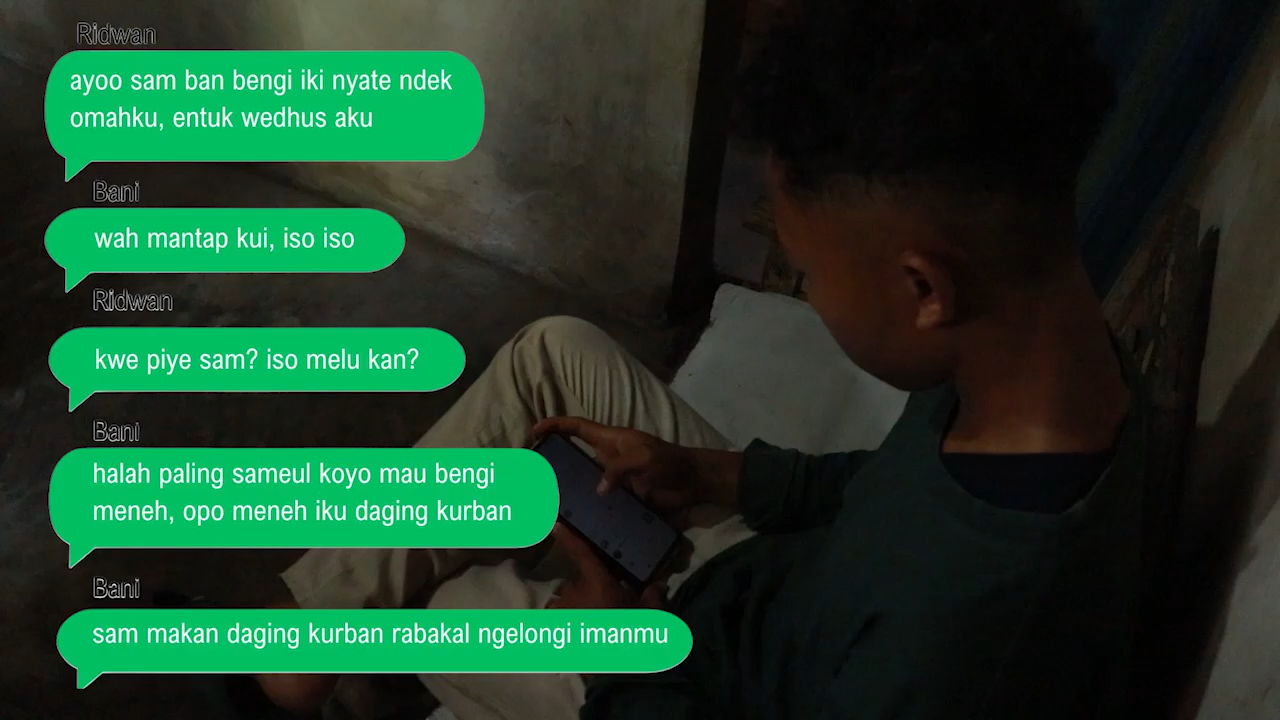 Ridwan
ayoo sam ban bengi iki nyate ndek
omahku, entuk wedhus aku
Bani
wah mantap kui, iso iso
Ridwan
kwe piye sam? iso melu kan?
Bani
halah paling sameul koyo mau bengi
meneh, opo meneh iku daging kurban
Bani
sam makan daging kurban rabakal ngelongi imanmu